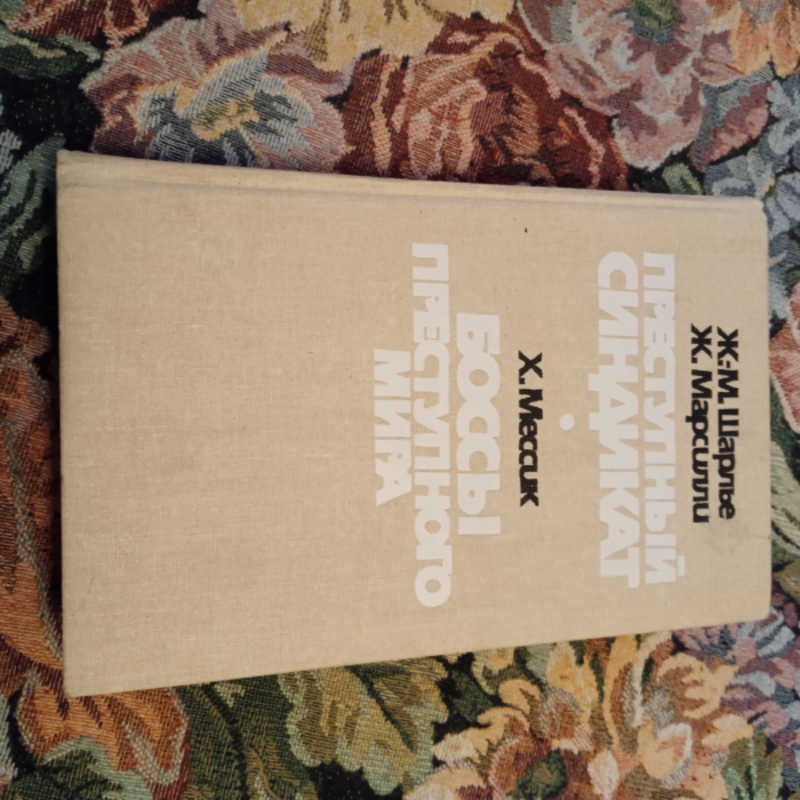 Ж.-М. Шарлье
Ж. Марсилли
ПРЕСТУПНЫЙ
СИНДИКАТ
•
Х. Мессик
БОССЫ
ПРЕСТУПНОГО
МИРА